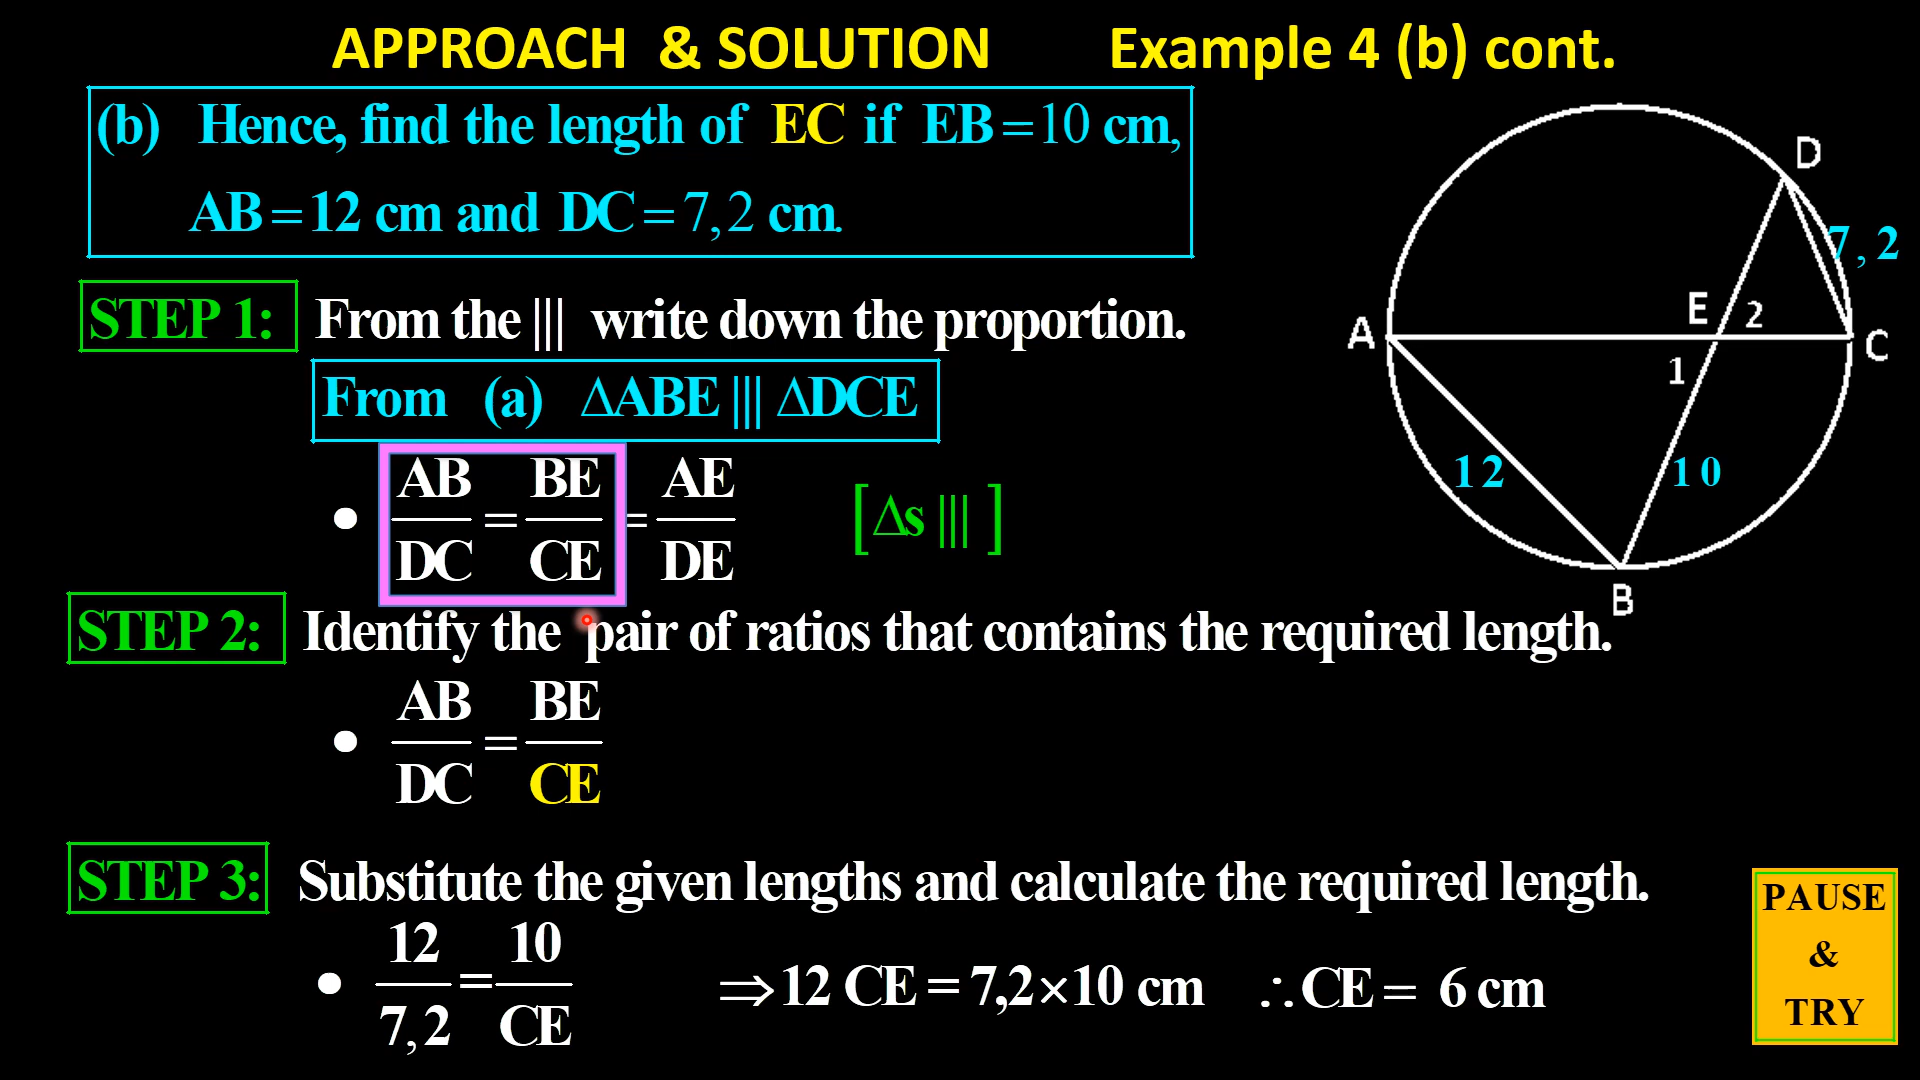 APPROACH & SOLUTION Example 4 (b) cont.
(b) Hence, find the length of EC if EB = 10 cm,
AB = 12 cm and DC = 7,2 cm.
STEP 1: From the ||| write down the proportion.
From (a) ΔABE ||| ΔDCE
• AB/DC = BE/CE = AE/DE [Δs ||| ]
STEP 2: Identify the pair of ratios that contains the required length.
• AB/DC = BE/CE
STEP 3: Substitute the given lengths and calculate the required length.
• 12/7,2 = 10/CE ⇒ 12 CE = 7,2×10 cm ∴ CE = 6 cm
D
7,2
E 2
A
C
1
12
10
B
PAUSE
&
TRY